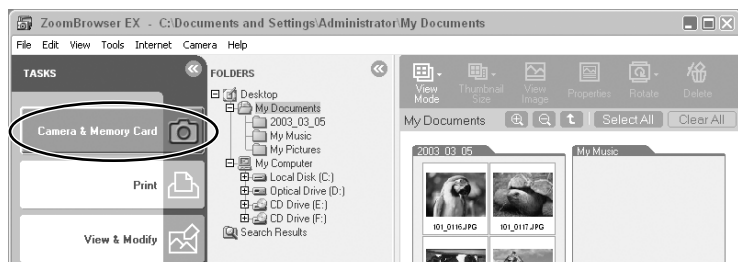 ZoomBrowser EX - C:\Documents and Settings\Administrator\My Documents
File Edit View Tools Internet Camera Help
TASKS
Camera & Memory Card
Print
View & Modify
FOLDERS
Desktop
My Documents
2003_03_05
My Music
My Pictures
My Computer
Local Disk (C:)
Optical Drive (D:)
CD Drive (E:)
CD Drive (F:)
Search Results
View Mode
Thumbnail Size
View Image
Properties
Rotate
Delete
My Documents
Select All
Clear All
2003_03_05
My Music
101_0116.JPG
101_0117.JPG